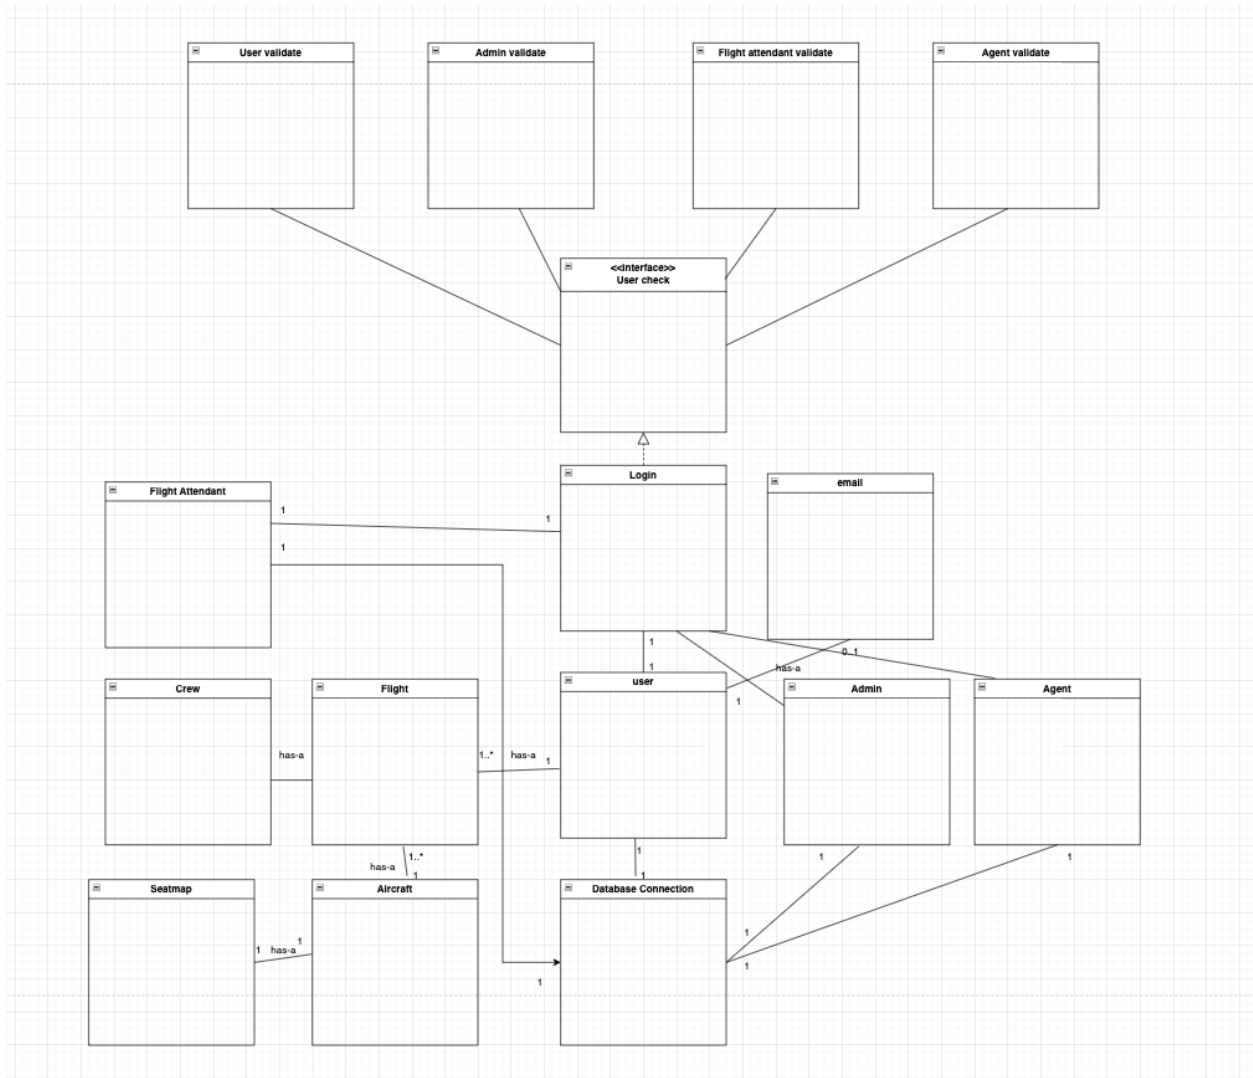 User validate
Admin validate
Flight attendant validate
Agent validate
<<interface>>
User check
Login
email
Flight Attendant
1
1
1
1
0..1
has-a
1
user
1
Admin
Agent
Crew
Flight
has-a
1..*
has-a
1
1..*
has-a
1
1
1
1
1
Seatmap
Aircraft
Database Connection
1
has-a
1
1
1
1